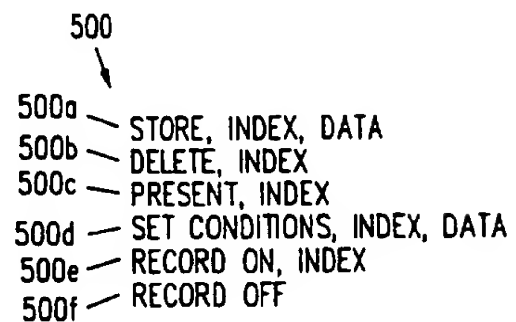 500
500a STORE, INDEX, DATA
500b DELETE, INDEX
500c PRESENT, INDEX
500d SET CONDITIONS, INDEX, DATA
500e RECORD ON, INDEX
500f RECORD OFF